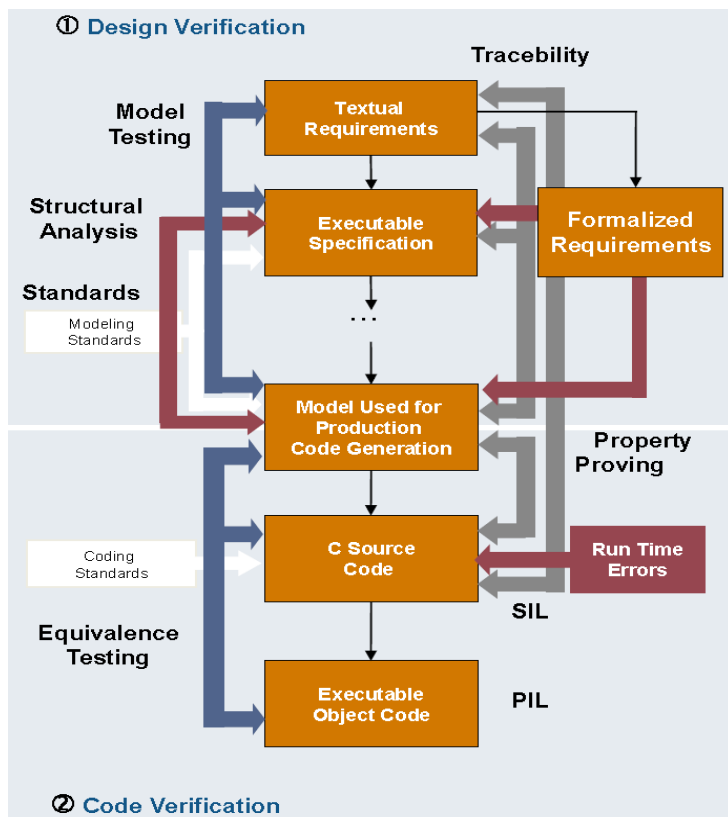 ① Design Verification
Tracebility
Model
Testing
Textual
Requirements
Structural
Analysis
Executable
Specification
Formalized
Requirements
Standards
Modeling
Standards
...
Model Used for
Production
Code Generation
Property
Proving
Coding
Standards
C Source
Code
Run Time
Errors
SIL
Equivalence
Testing
Executable
Object Code
PIL
② Code Verification